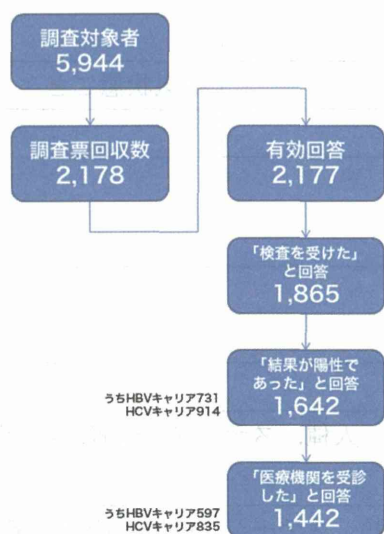 調査対象者
5,944
調査票回収数
2,178
有効回答
2,177
「検査を受けた」
と回答
1,865
「結果が陽性で
あった」と回答
1,642
うちHBVキャリア731
HCVキャリア914
「医療機関を受診
した」と回答
1,442
うちHBVキャリア597
HCVキャリア835